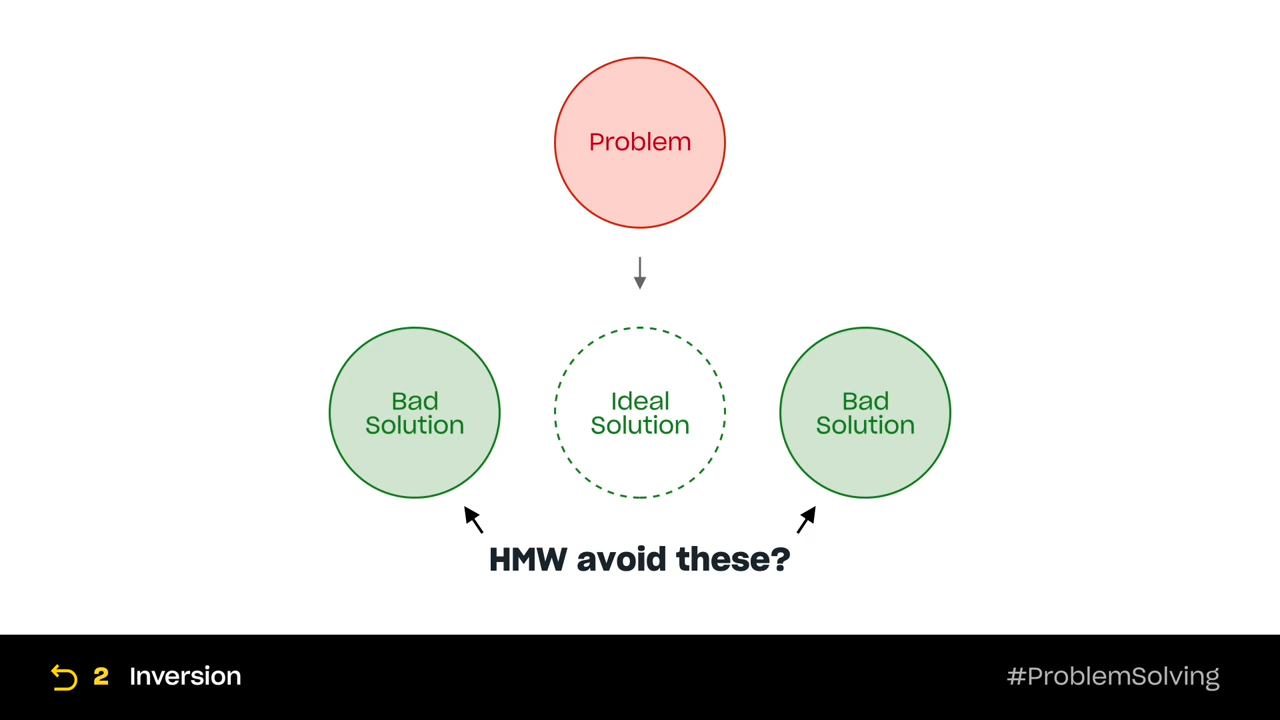 Problem
Bad
Solution
Ideal
Solution
Bad
Solution
HMW avoid these?
2 Inversion
#ProblemSolving